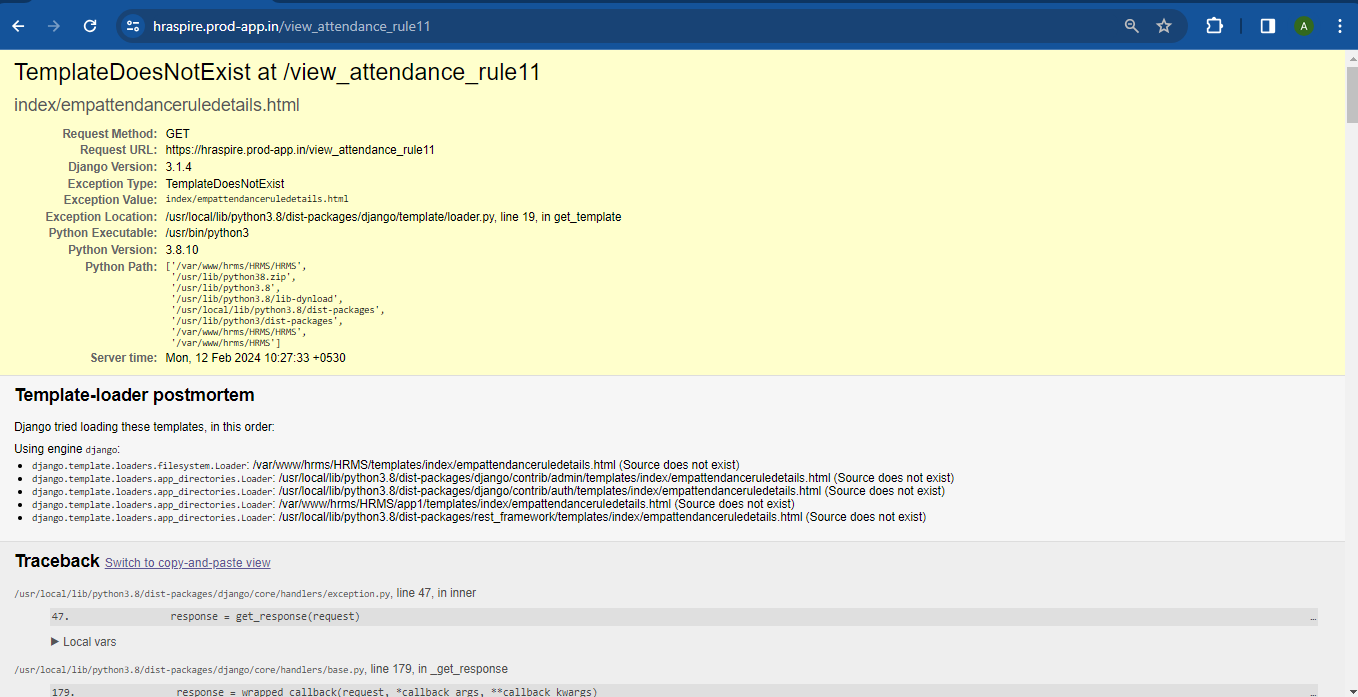 hraspire.prod-app.in/view_attendance_rule11
A
TemplateDoesNotExist at /view_attendance_rule11
index/empattendanceruledetails.html
Request Method: GET
Request URL: https://hraspire.prod-app.in/view_attendance_rule11
Django Version: 3.1.4
Exception Type: TemplateDoesNotExist
Exception Value: index/empattendanceruledetails.html
Exception Location: /usr/local/lib/python3.8/dist-packages/django/template/loader.py, line 19, in get_template
Python Executable: /usr/bin/python3
Python Version: 3.8.10
Python Path: ['/var/www/hrms/HRMS/HRMS',
'/usr/lib/python38.zip',
'/usr/lib/python3.8',
'/usr/lib/python3.8/lib-dynload',
'/usr/local/lib/python3.8/dist-packages',
'/usr/lib/python3/dist-packages',
'/var/www/hrms/HRMS/HRMS',
'/var/www/hrms/HRMS']
Server time: Mon, 12 Feb 2024 10:27:33 +0530
Template-loader postmortem
Django tried loading these templates, in this order:
Using engine django:
• django.template.loaders.filesystem.Loader: /var/www/hrms/HRMS/templates/index/empattendanceruledetails.html (Source does not exist)
• django.template.loaders.app_directories.Loader: /usr/local/lib/python3.8/dist-packages/django/contrib/admin/templates/index/empattendanceruledetails.html (Source does not exist)
• django.template.loaders.app_directories.Loader: /usr/local/lib/python3.8/dist-packages/django/contrib/auth/templates/index/empattendanceruledetails.html (Source does not exist)
• django.template.loaders.app_directories.Loader: /var/www/hrms/HRMS/app1/templates/index/empattendanceruledetails.html (Source does not exist)
• django.template.loaders.app_directories.Loader: /usr/local/lib/python3.8/dist-packages/rest_framework/templates/index/empattendanceruledetails.html (Source does not exist)
Traceback Switch to copy-and-paste view
/usr/local/lib/python3.8/dist-packages/django/core/handlers/exception.py, line 47, in inner
47. response = get_response(request) …
▶ Local vars
/usr/local/lib/python3.8/dist-packages/django/core/handlers/base.py, line 179, in _get_response
179. response = wrapped_callback(request, *callback_args, **callback_kwargs) …